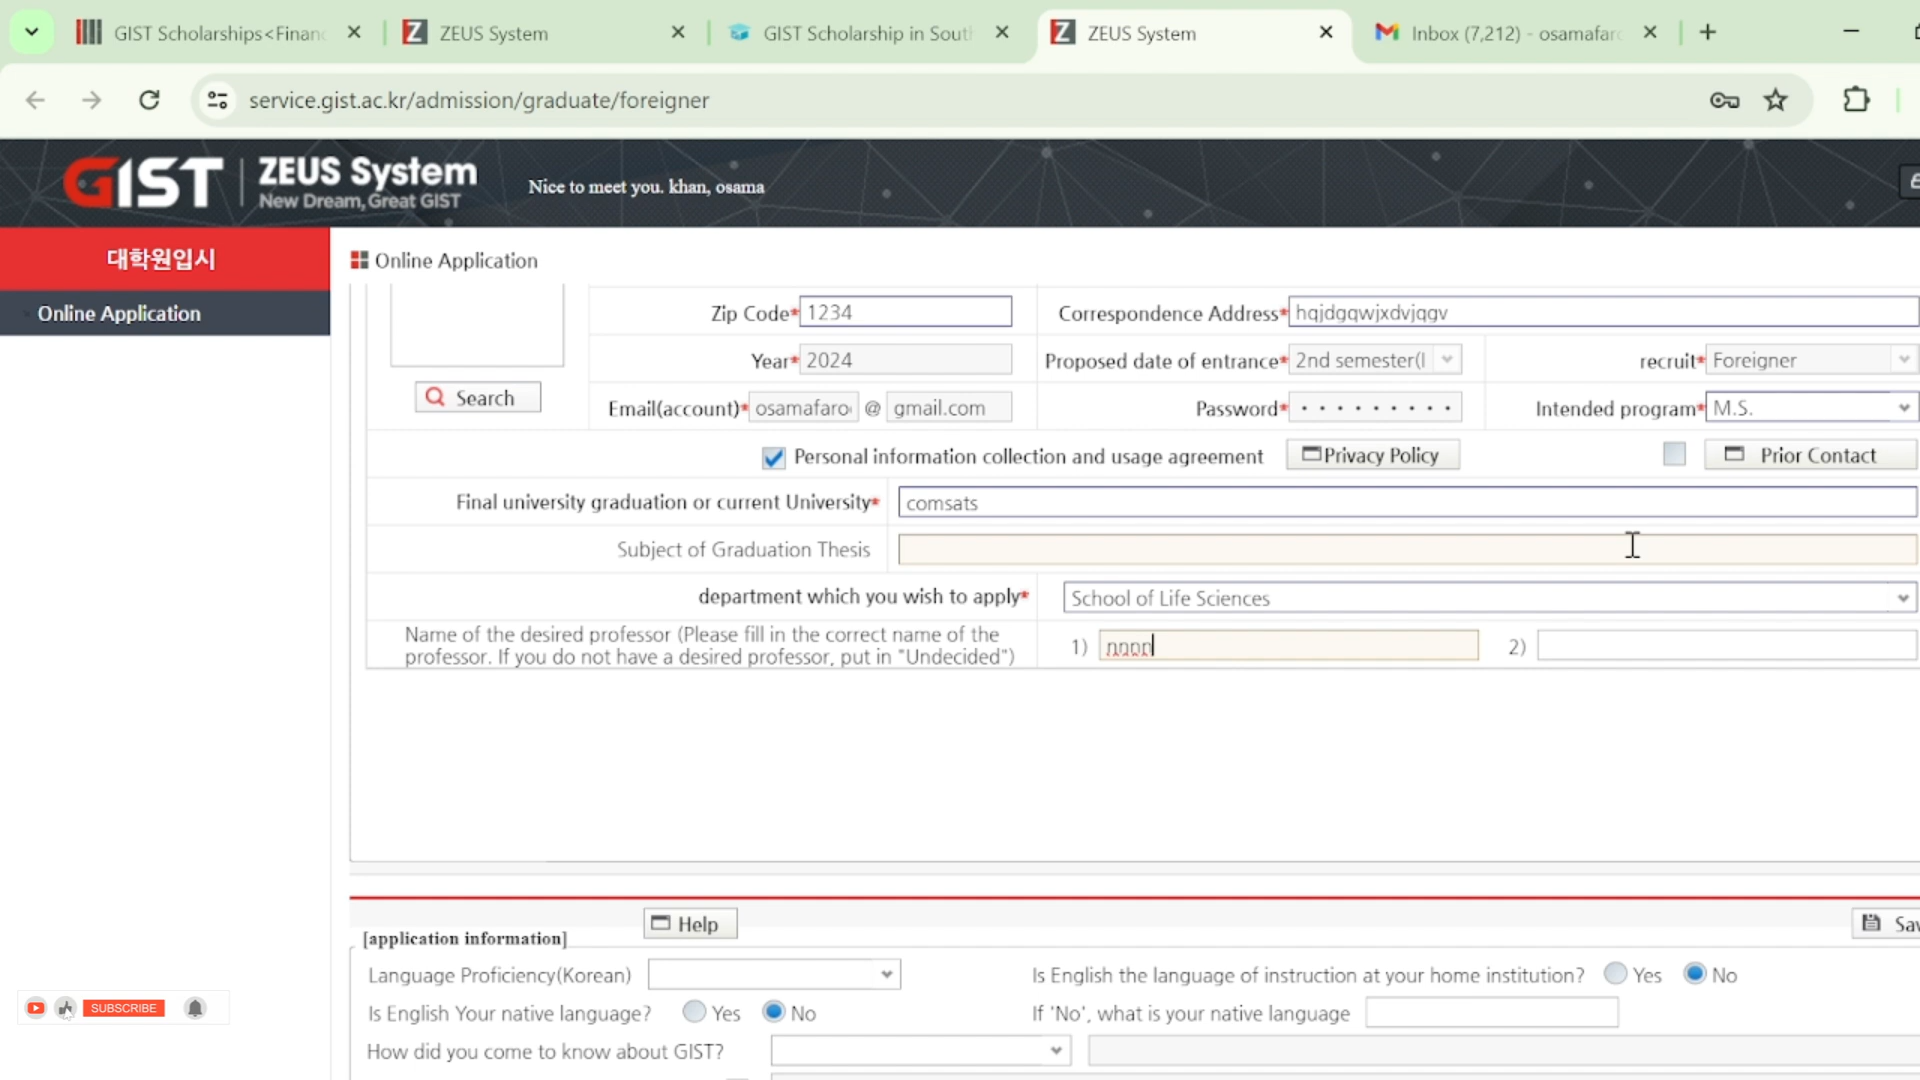 GIST Scholarships<Finan
ZEUS System
GIST Scholarship in Sout
ZEUS System
Inbox (7,212) - osamafaro
service.gist.ac.kr/admission/graduate/foreigner
GIST
ZEUS System
New Dream, Great GIST
Nice to meet you. khan, osama
대학원입시
Online Application
Online Application
Zip Code* 1234
Correspondence Address* hqjdgqwjxdvjqgv
Year* 2024
Proposed date of entrance* 2nd semester(
recruit* Foreigner
Search
Email(account)* osamafaro @ gmail.com
Password* • • • • • • • • •
Intended program* M.S.
Personal information collection and usage agreement
Privacy Policy
Prior Contact
Final university graduation or current University* comsats
Subject of Graduation Thesis
department which you wish to apply* School of Life Sciences
Name of the desired professor (Please fill in the correct name of the
professor. If you do not have a desired professor, put in "Undecided")
1) nnnn
2)
Help
Sav
[application information]
Language Proficiency(Korean)
Is English the language of instruction at your home institution? Yes No
Is English Your native language? Yes No
If 'No', what is your native language
How did you come to know about GIST?
SUBSCRIBE